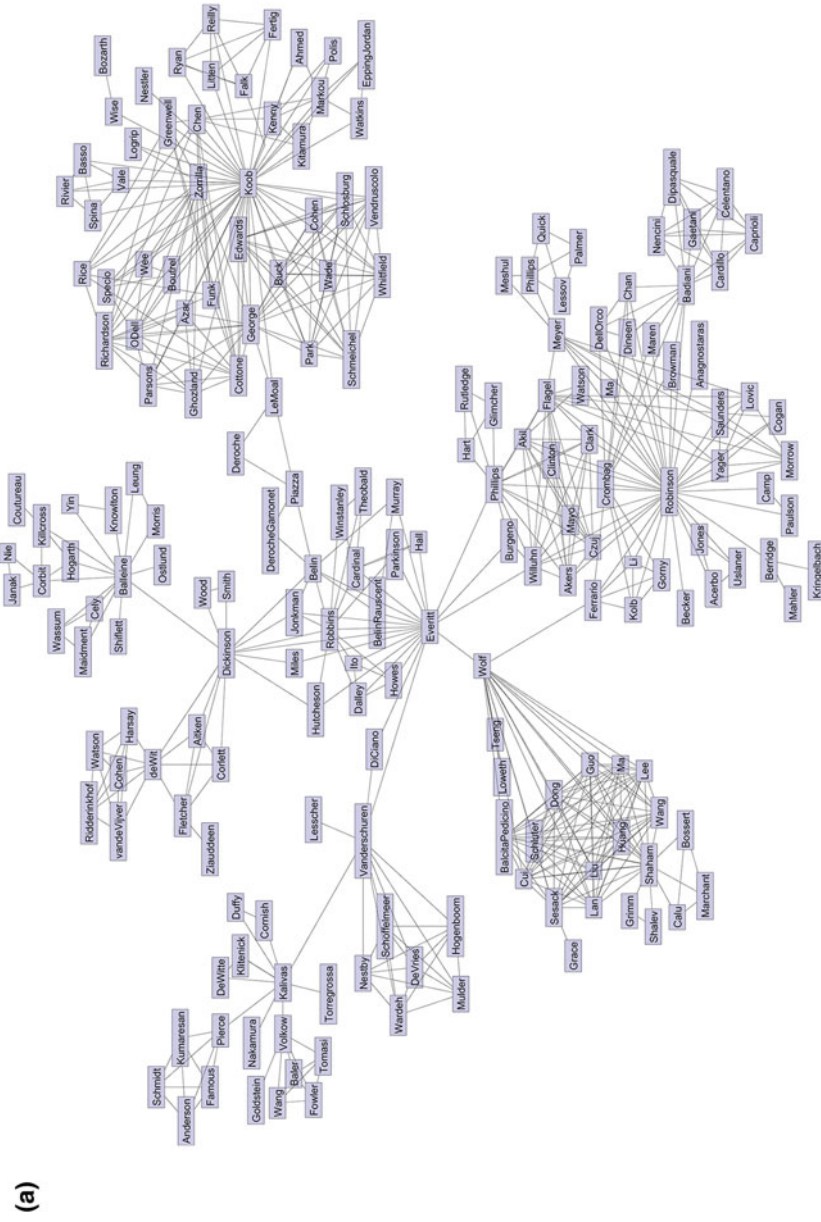 (a)
Bozarth
Reilly
Fertig
Ryan
Litlen
Falk
Ahmed
Polis
EppingJordan
Nestler
Wise
Greenwell
Chen
Kenny
Markou
Watkins
Kitamura
Logrip
Basso
Rivier
Vale
Spina
Zorrilla
Koob
Cohen
Schlosburg
Vendruscolo
Edwards
Rice
Specio
Wee
Boutrel
Buck
Wade
Whitfield
Richardson
ODell
Azar
Funk
George
Park
Schmeichel
Parsons
Ghozland
Cottone
LeMoal
Deroche
Piazza
DerocheGamonet
Coutureau
Nie
Janak
Killcross
Corbit
Yin
Hogarth
Knowlton
Leung
Morris
Balleine
Ostlund
Wassum
Cely
Maidment
Shiflett
Wood
Smith
Dickinson
Belin
Winstanley
Theobald
Murray
Jonkman
Cardinal
Parkinson
Hail
Robbins
BelinRauscent
Everitt
Miles
Ito
Dalley
Howes
Hutcheson
Watson
Harsay
Ridderinkhof
Cohen
vandeVijver
deWit
Aitken
Corlett
Fletcher
Ziauddeen
DiCiano
Lesscher
Vanderschuren
Schoffelmeer
Nestby
DeVries
Hogenboom
Wardeh
Mulder
Duffy
Cornish
Klitenick
DeWitte
Kalivas
Torregrossa
Kumaresan
Pierce
Schmidt
Famous
Anderson
Nakamura
Volkow
Goldstein
Baler
Tomasi
Wang
Fowler
Wolf
Tseng
Loweth
BalcitaPedicino
Dong
Guo
Ma
Lee
Schluter
Wang
Cui
Huang
Liu
Shaham
Bossert
Sesack
Lan
Grimm
Calu
Marchant
Shalev
Grace
Meshul
Phillips
Quick
Palmer
Lessov
Meyer
Dipasquale
Nencini
Gaetani
Celentano
Cardillo
Caprioli
Badiani
Chan
DellOrco
Dineen
Maren
Browman
Anagnostaras
Rutledge
Hart
Glimcher
Phillips
Flagel
Watson
Ma
Akil
Clinton
Clark
Crombag
Mayo
Czuj
Burgeno
Willuhn
Akers
Ferrario
Li
Kolb
Gorny
Becker
Robinson
Saunders
Lovic
Cogan
Yager
Morrow
Camp
Paulson
Jones
Acerbo
Uslaner
Berridge
Mahler
Kringelbach